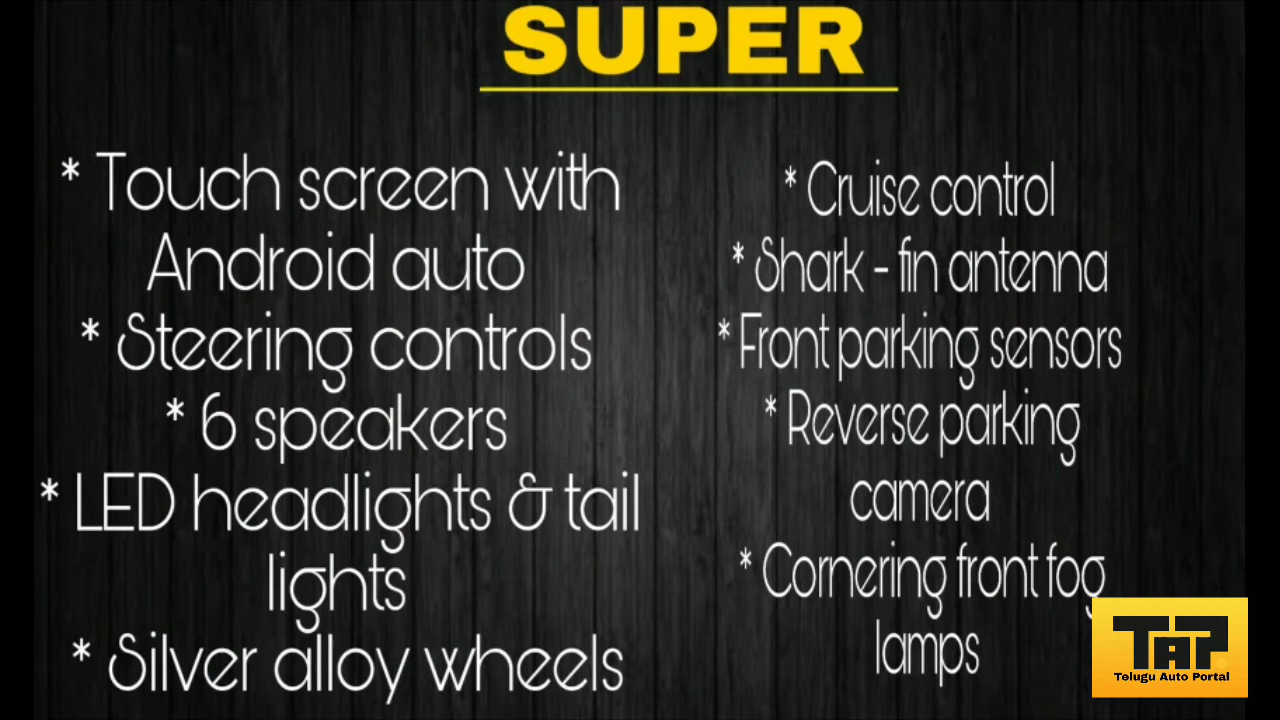 SUPER
* Touch screen with
Android auto
* Steering controls
* 6 speakers
* LED headlights & tail
lights
* Silver alloy wheels
* Cruise control
* Shark - fin antenna
* Front parking sensors
* Reverse parking
camera
* Cornering front fog
lamps
TAP
Telugu Auto Portal